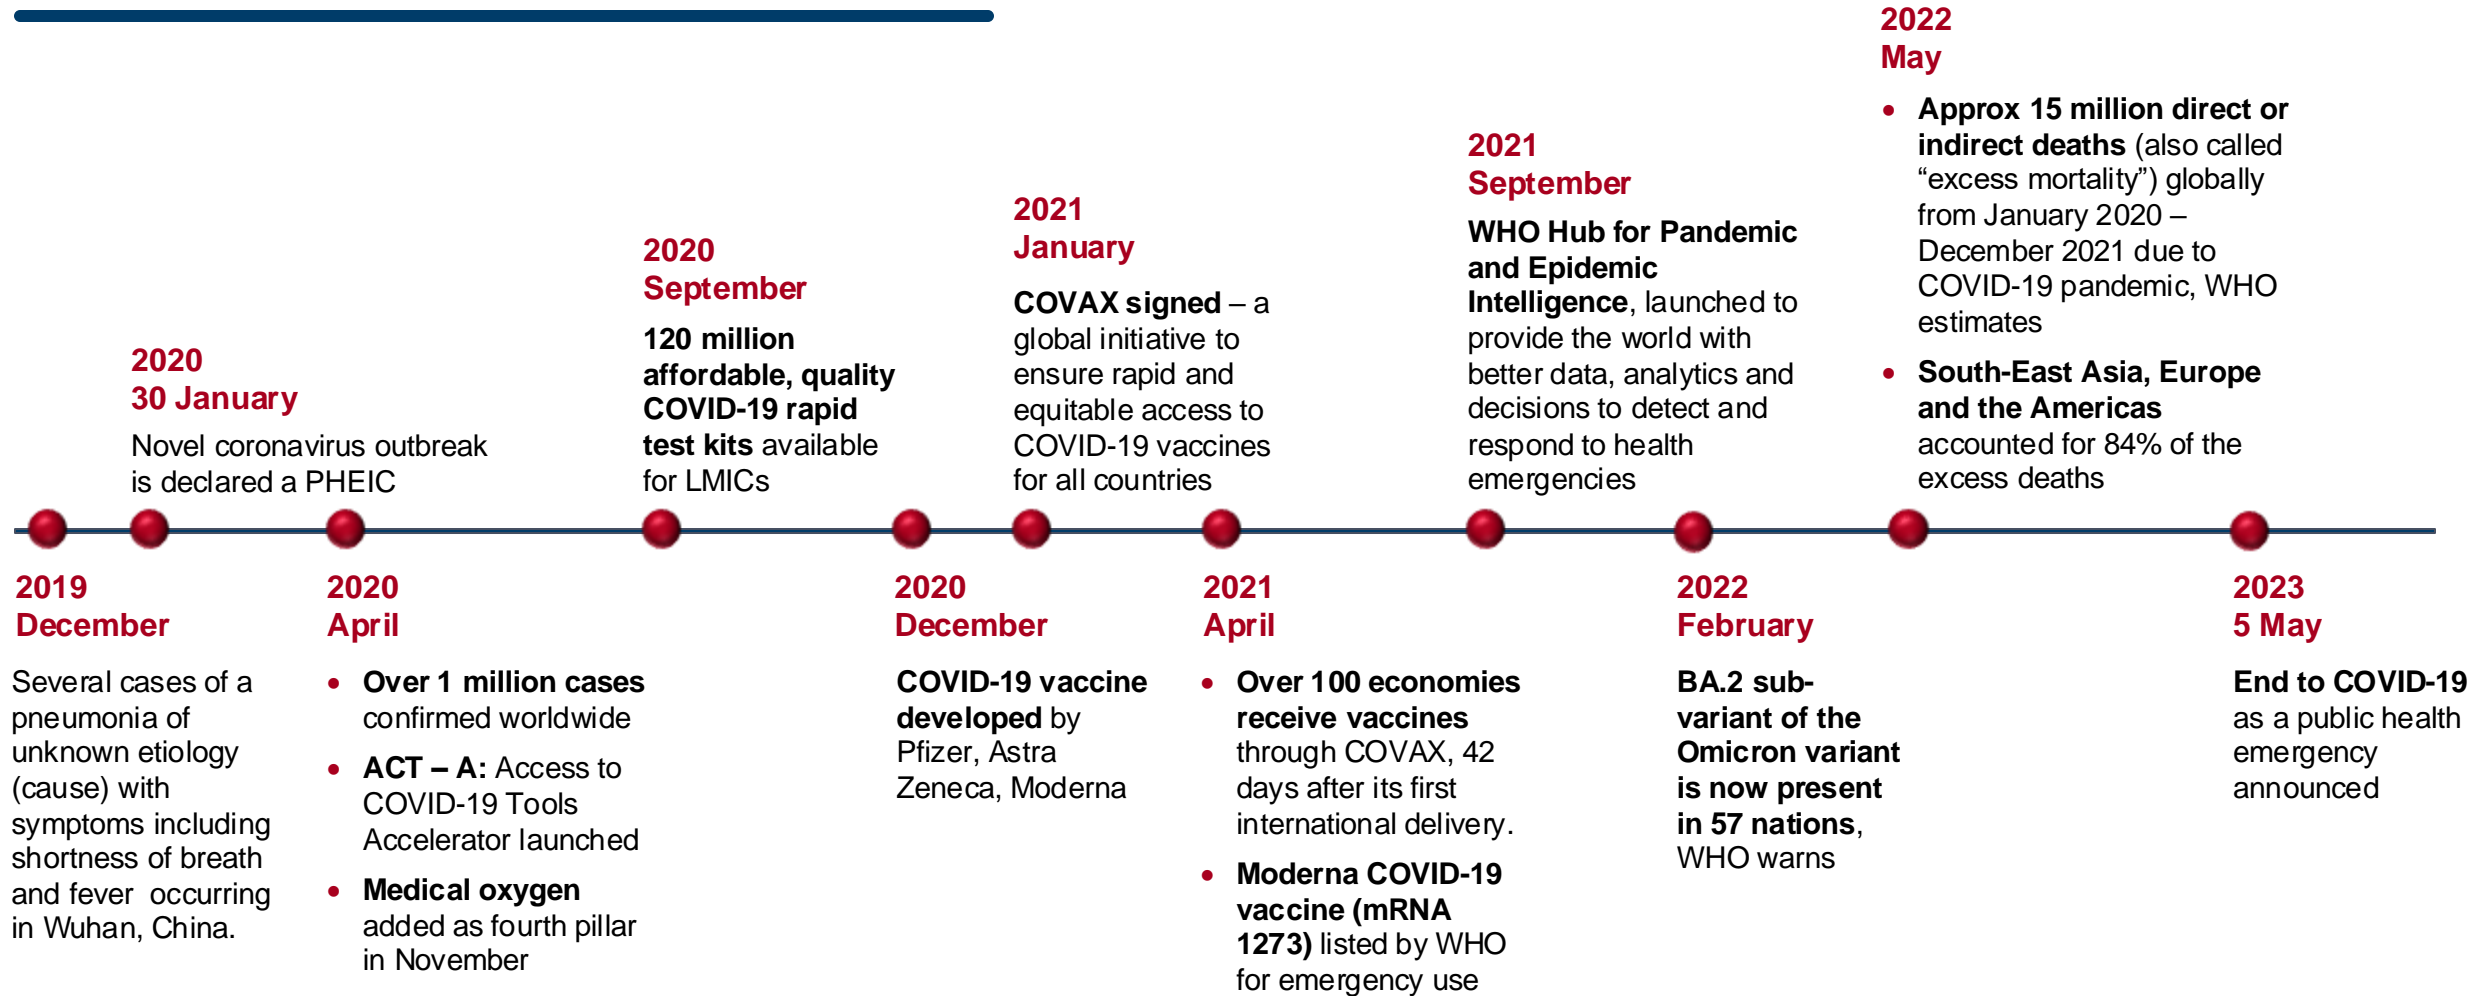 2019
December
Several cases of a
pneumonia of
unknown etiology
(cause) with
symptoms including
shortness of breath
and fever  occurring
in Wuhan, China.
2020
30 January
Novel coronavirus outbreak
is declared a PHEIC
2020
April
• Over 1 million cases
confirmed worldwide
• ACT – A: Access to
COVID-19 Tools
Accelerator launched
• Medical oxygen
added as fourth pillar
in November
2020
September
120 million
affordable, quality
COVID-19 rapid
test kits available
for LMICs
2020
December
COVID-19 vaccine
developed by
Pfizer, Astra
Zeneca, Moderna
2021
January
COVAX signed – a
global initiative to
ensure rapid and
equitable access to
COVID-19 vaccines
for all countries
2021
April
• Over 100 economies
receive vaccines
through COVAX, 42
days after its first
international delivery.
• Moderna COVID-19
vaccine (mRNA
1273) listed by WHO
for emergency use
2021
September
WHO Hub for Pandemic
and Epidemic
Intelligence, launched to
provide the world with
better data, analytics and
decisions to detect and
respond to health
emergencies
2022
February
BA.2 sub-
variant of the
Omicron variant
is now present
in 57 nations,
WHO warns
2022
May
• Approx 15 million direct or
indirect deaths (also called
“excess mortality”) globally
from January 2020 –
December 2021 due to
COVID-19 pandemic, WHO
estimates
• South-East Asia, Europe
and the Americas
accounted for 84% of the
excess deaths
2023
5 May
End to COVID-19
as a public health
emergency
announced